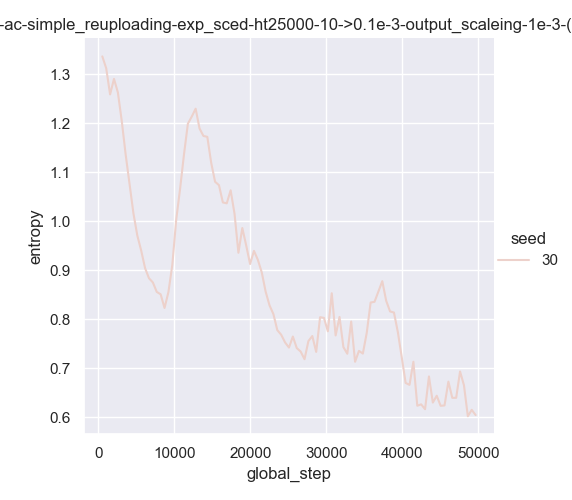 -ac-simple_reuploading-exp_sced-ht25000-10->0.1e-3-output_scaleing-1e-3-(
1.3
1.2
1.1
1.0
0.9
0.8
0.7
0.6
entropy
0 10000 20000 30000 40000 50000
global_step
seed
30